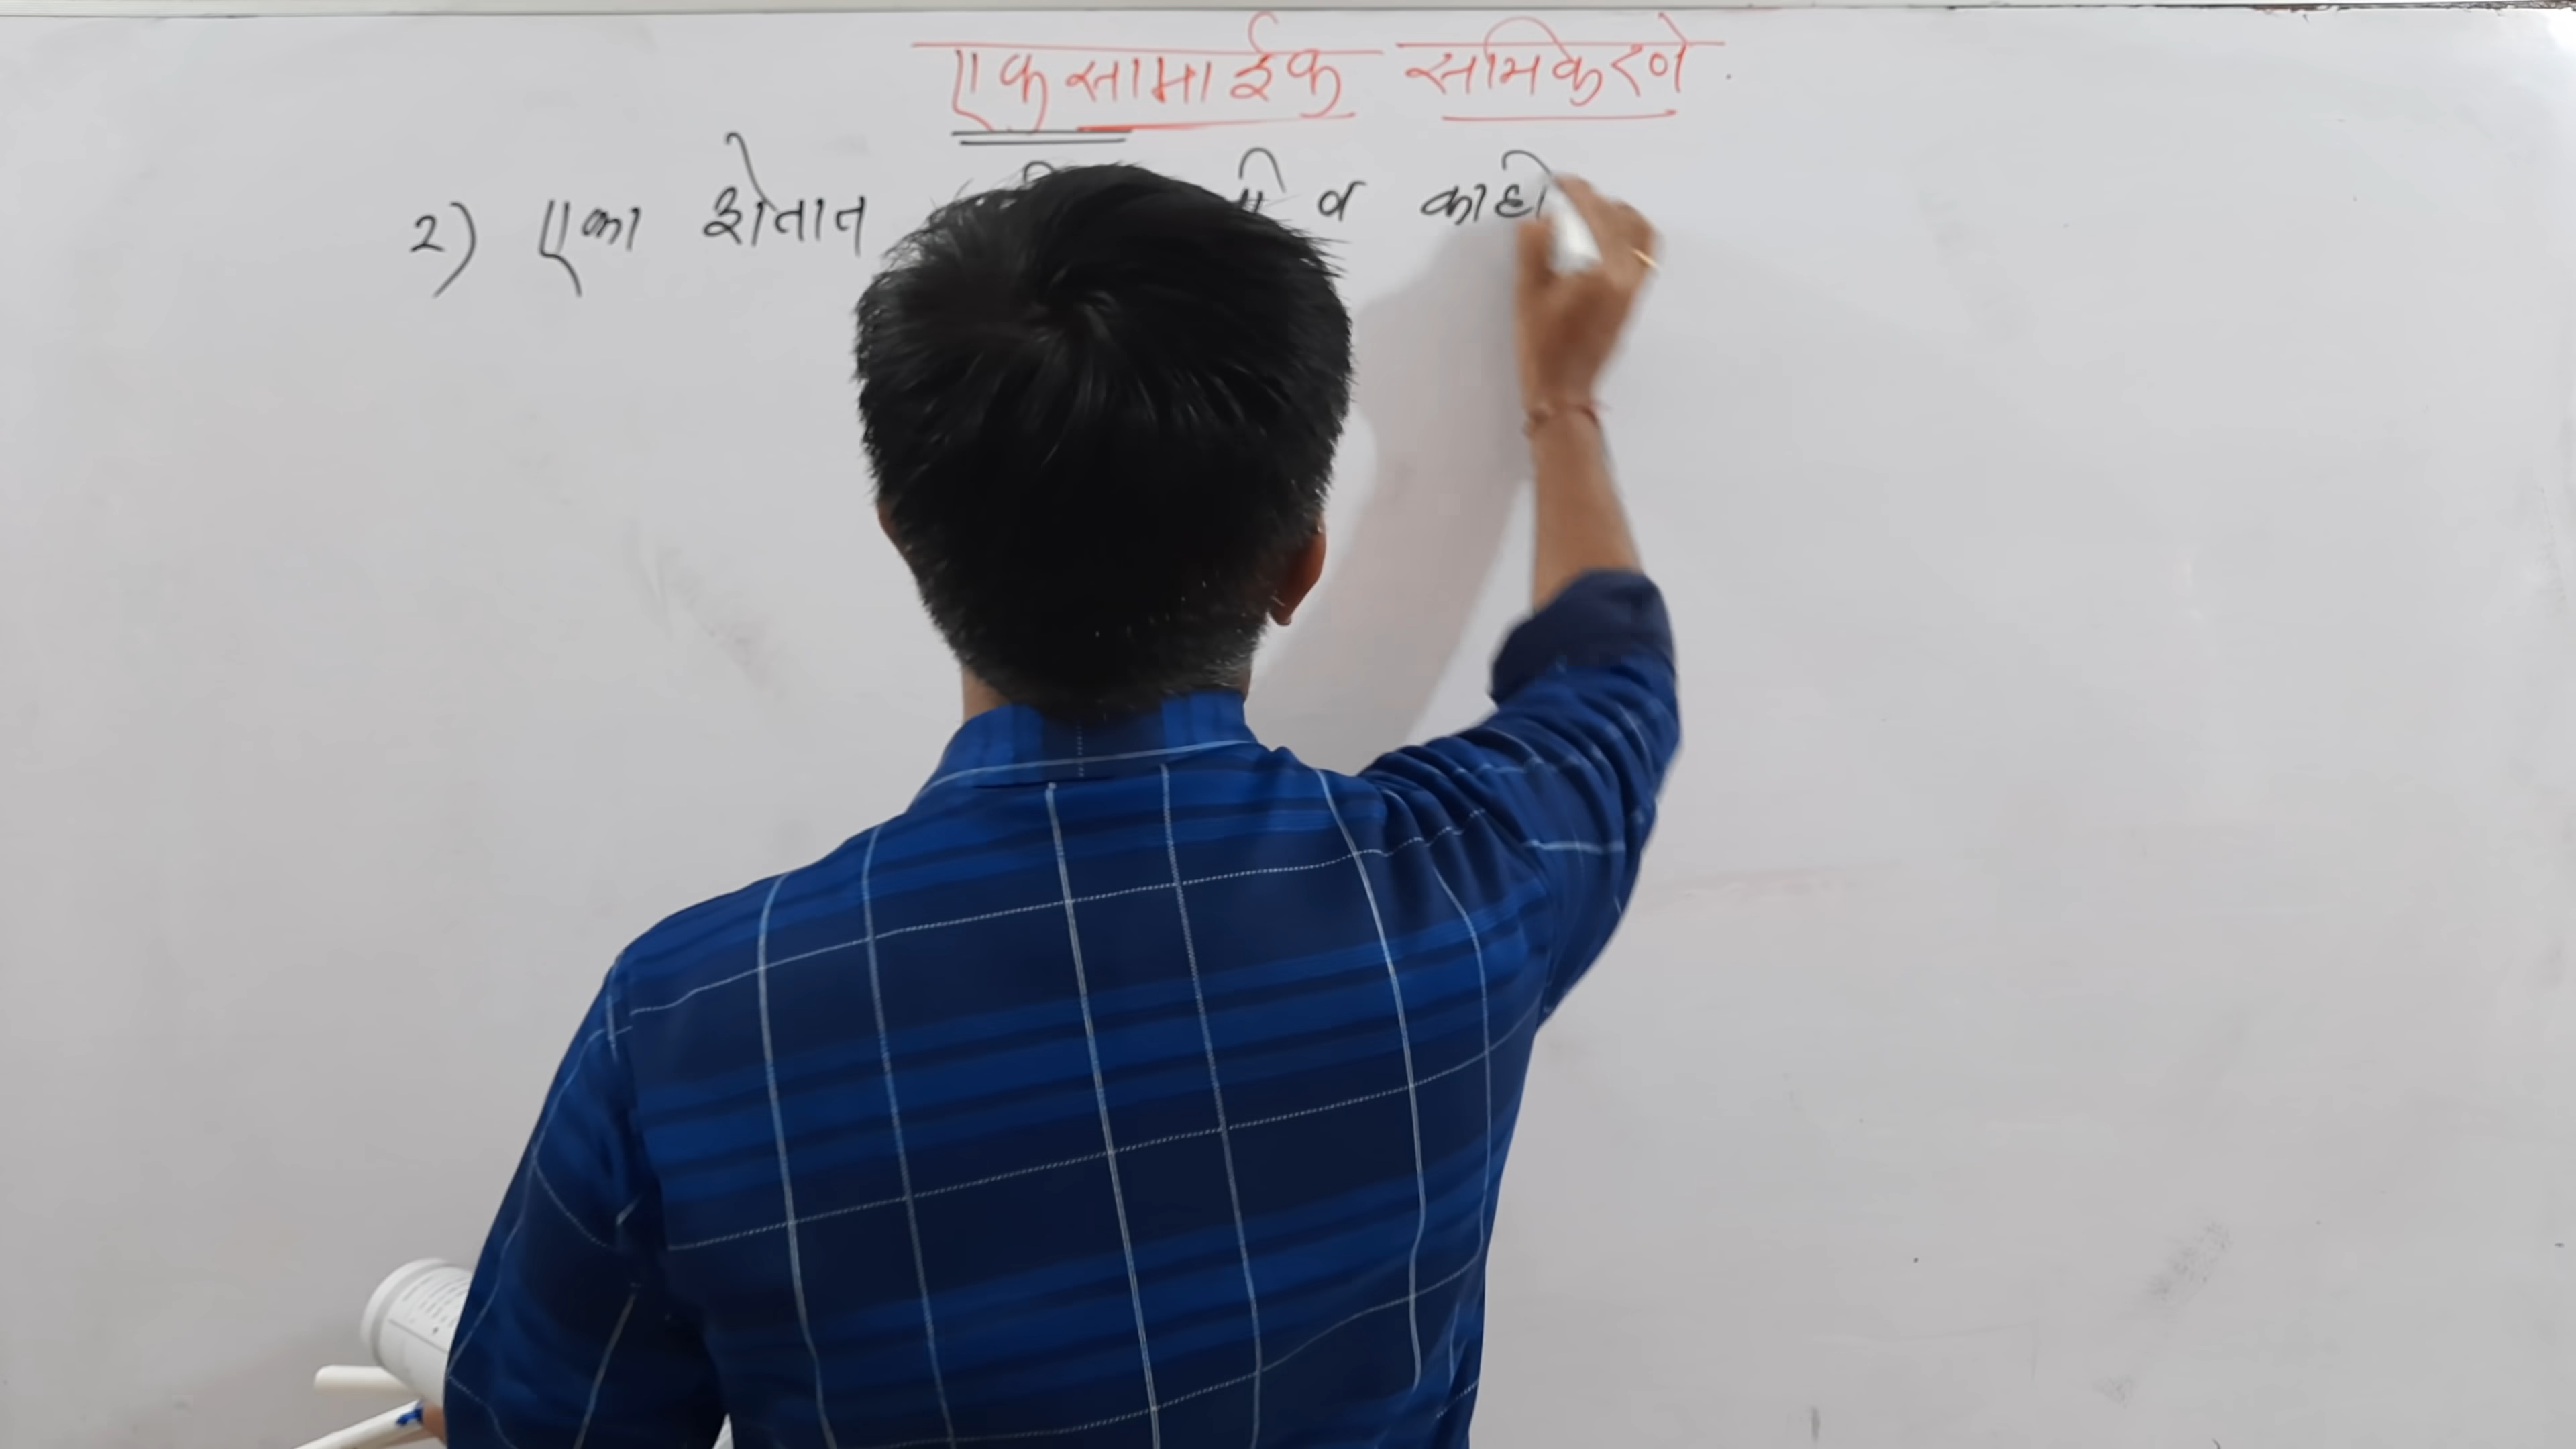 एकसामाईक समिकरणे.
2) एका शेतात व काही